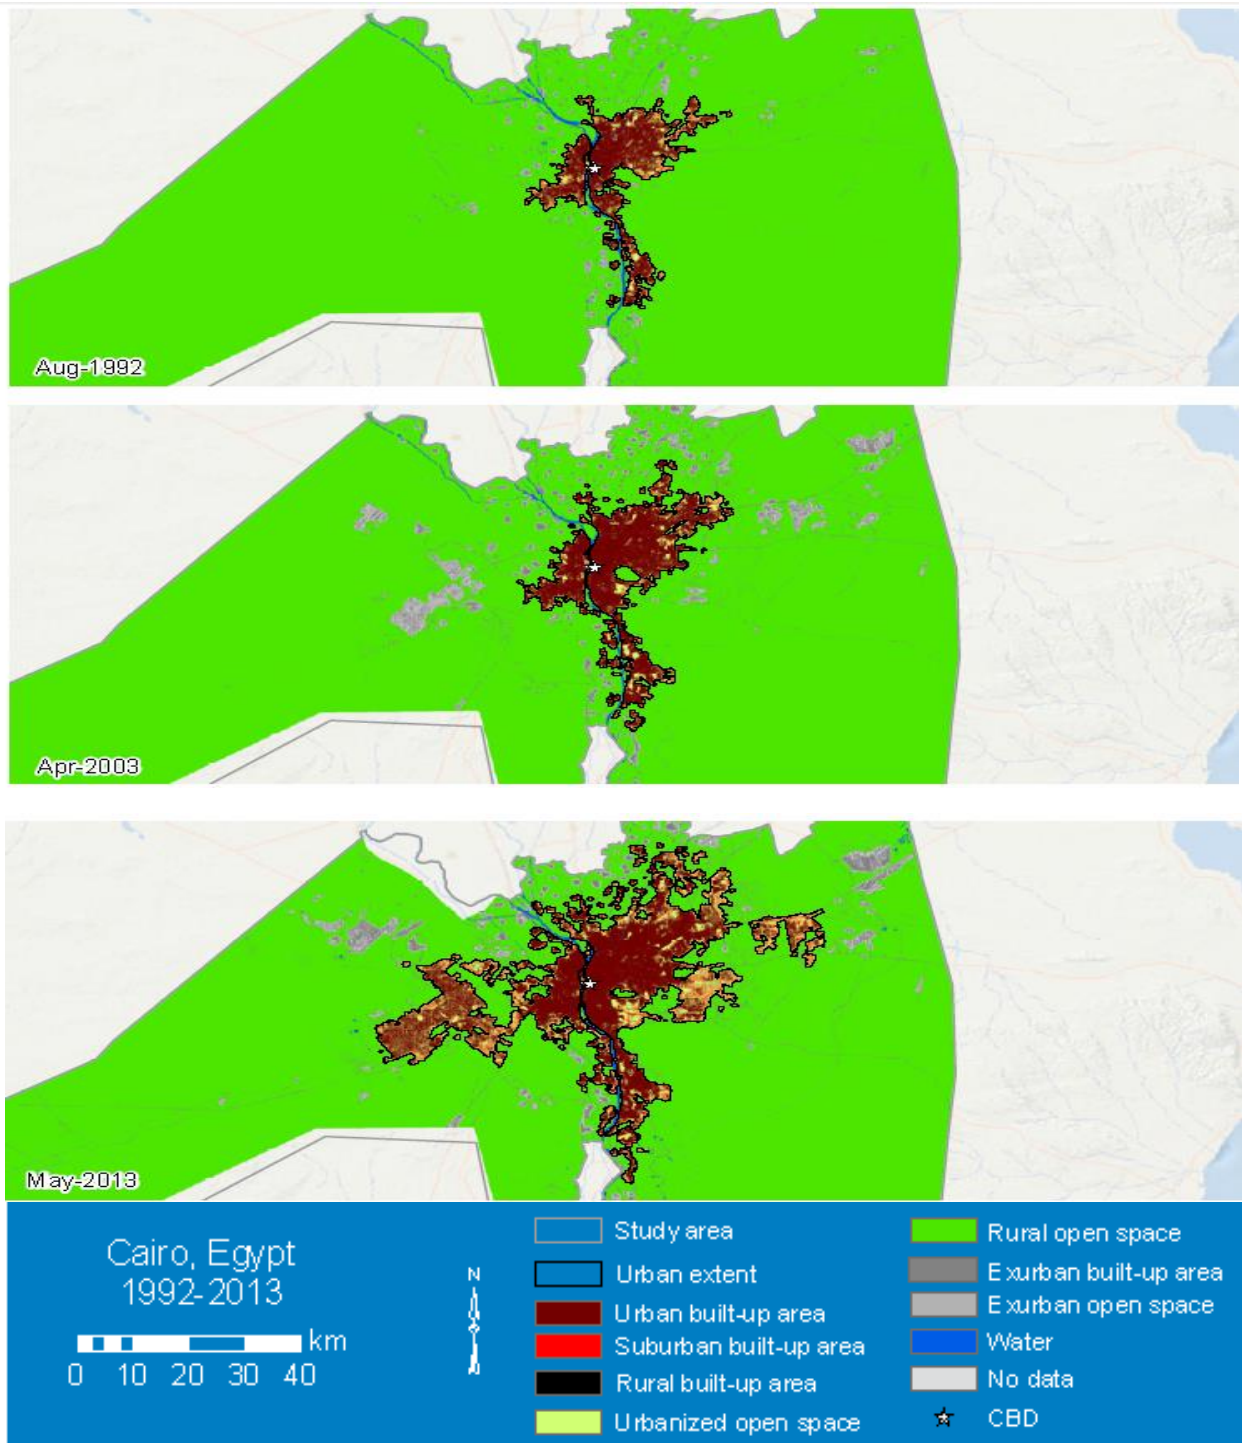 Aug-1992
Apr-2003
May-2013
Cairo, Egypt
1992-2013
km
0 10 20 30 40
N
Study area
Urban extent
Urban built-up area
Suburban built-up area
Rural built-up area
Urbanized open space
Rural open space
Exurban built-up area
Exurban open space
Water
No data
CBD